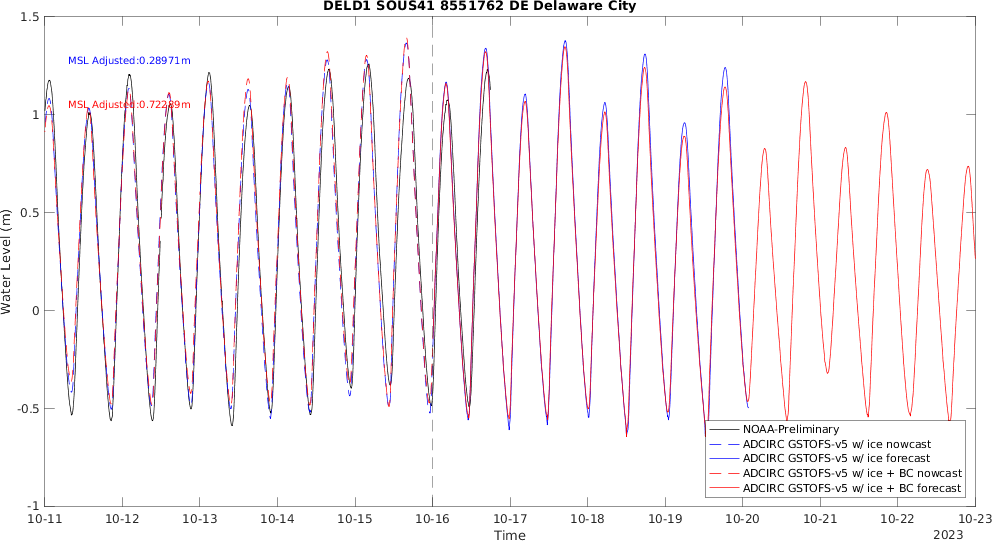 DELD1 SOUS41 8551762 DE Delaware City
1.5
MSL Adjusted:0.28971m
MSL Adjusted:0.72289m
1
0.5
0
-0.5
-1
Water Level (m)
NOAA-Preliminary
ADCIRC GSTOFS-v5 w/ ice nowcast
ADCIRC GSTOFS-v5 w/ ice forecast
ADCIRC GSTOFS-v5 w/ ice + BC nowcast
ADCIRC GSTOFS-v5 w/ ice + BC forecast
10-11 10-12 10-13 10-14 10-15 10-16 10-17 10-18 10-19 10-20 10-21 10-22 10-23
Time
2023